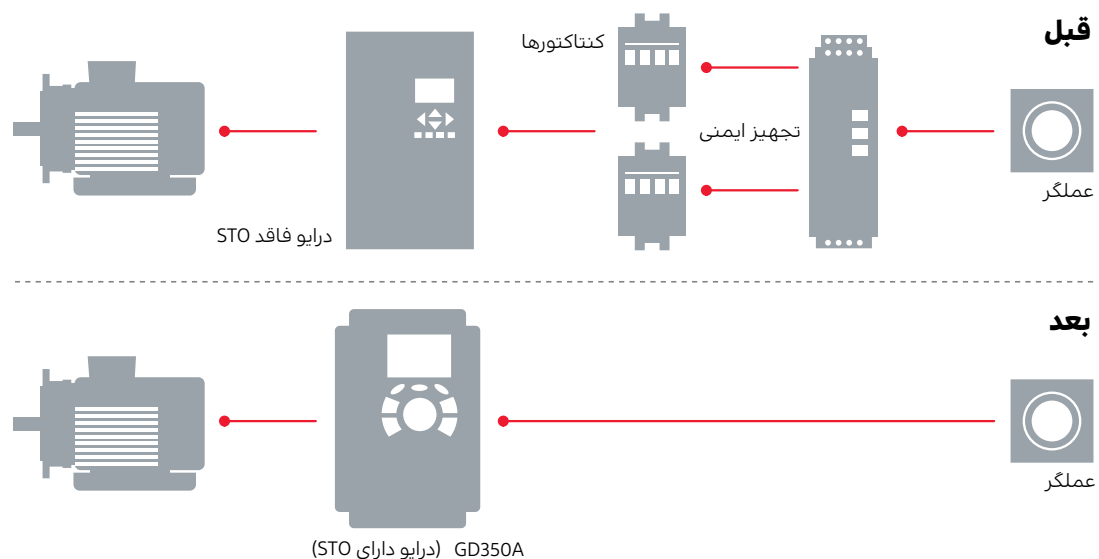 قبل
کنتاکتورها
تجهیز ایمنی
عملگر
درایو فاقد STO
بعد
عملگر
GD350A (درایو دارای STO)